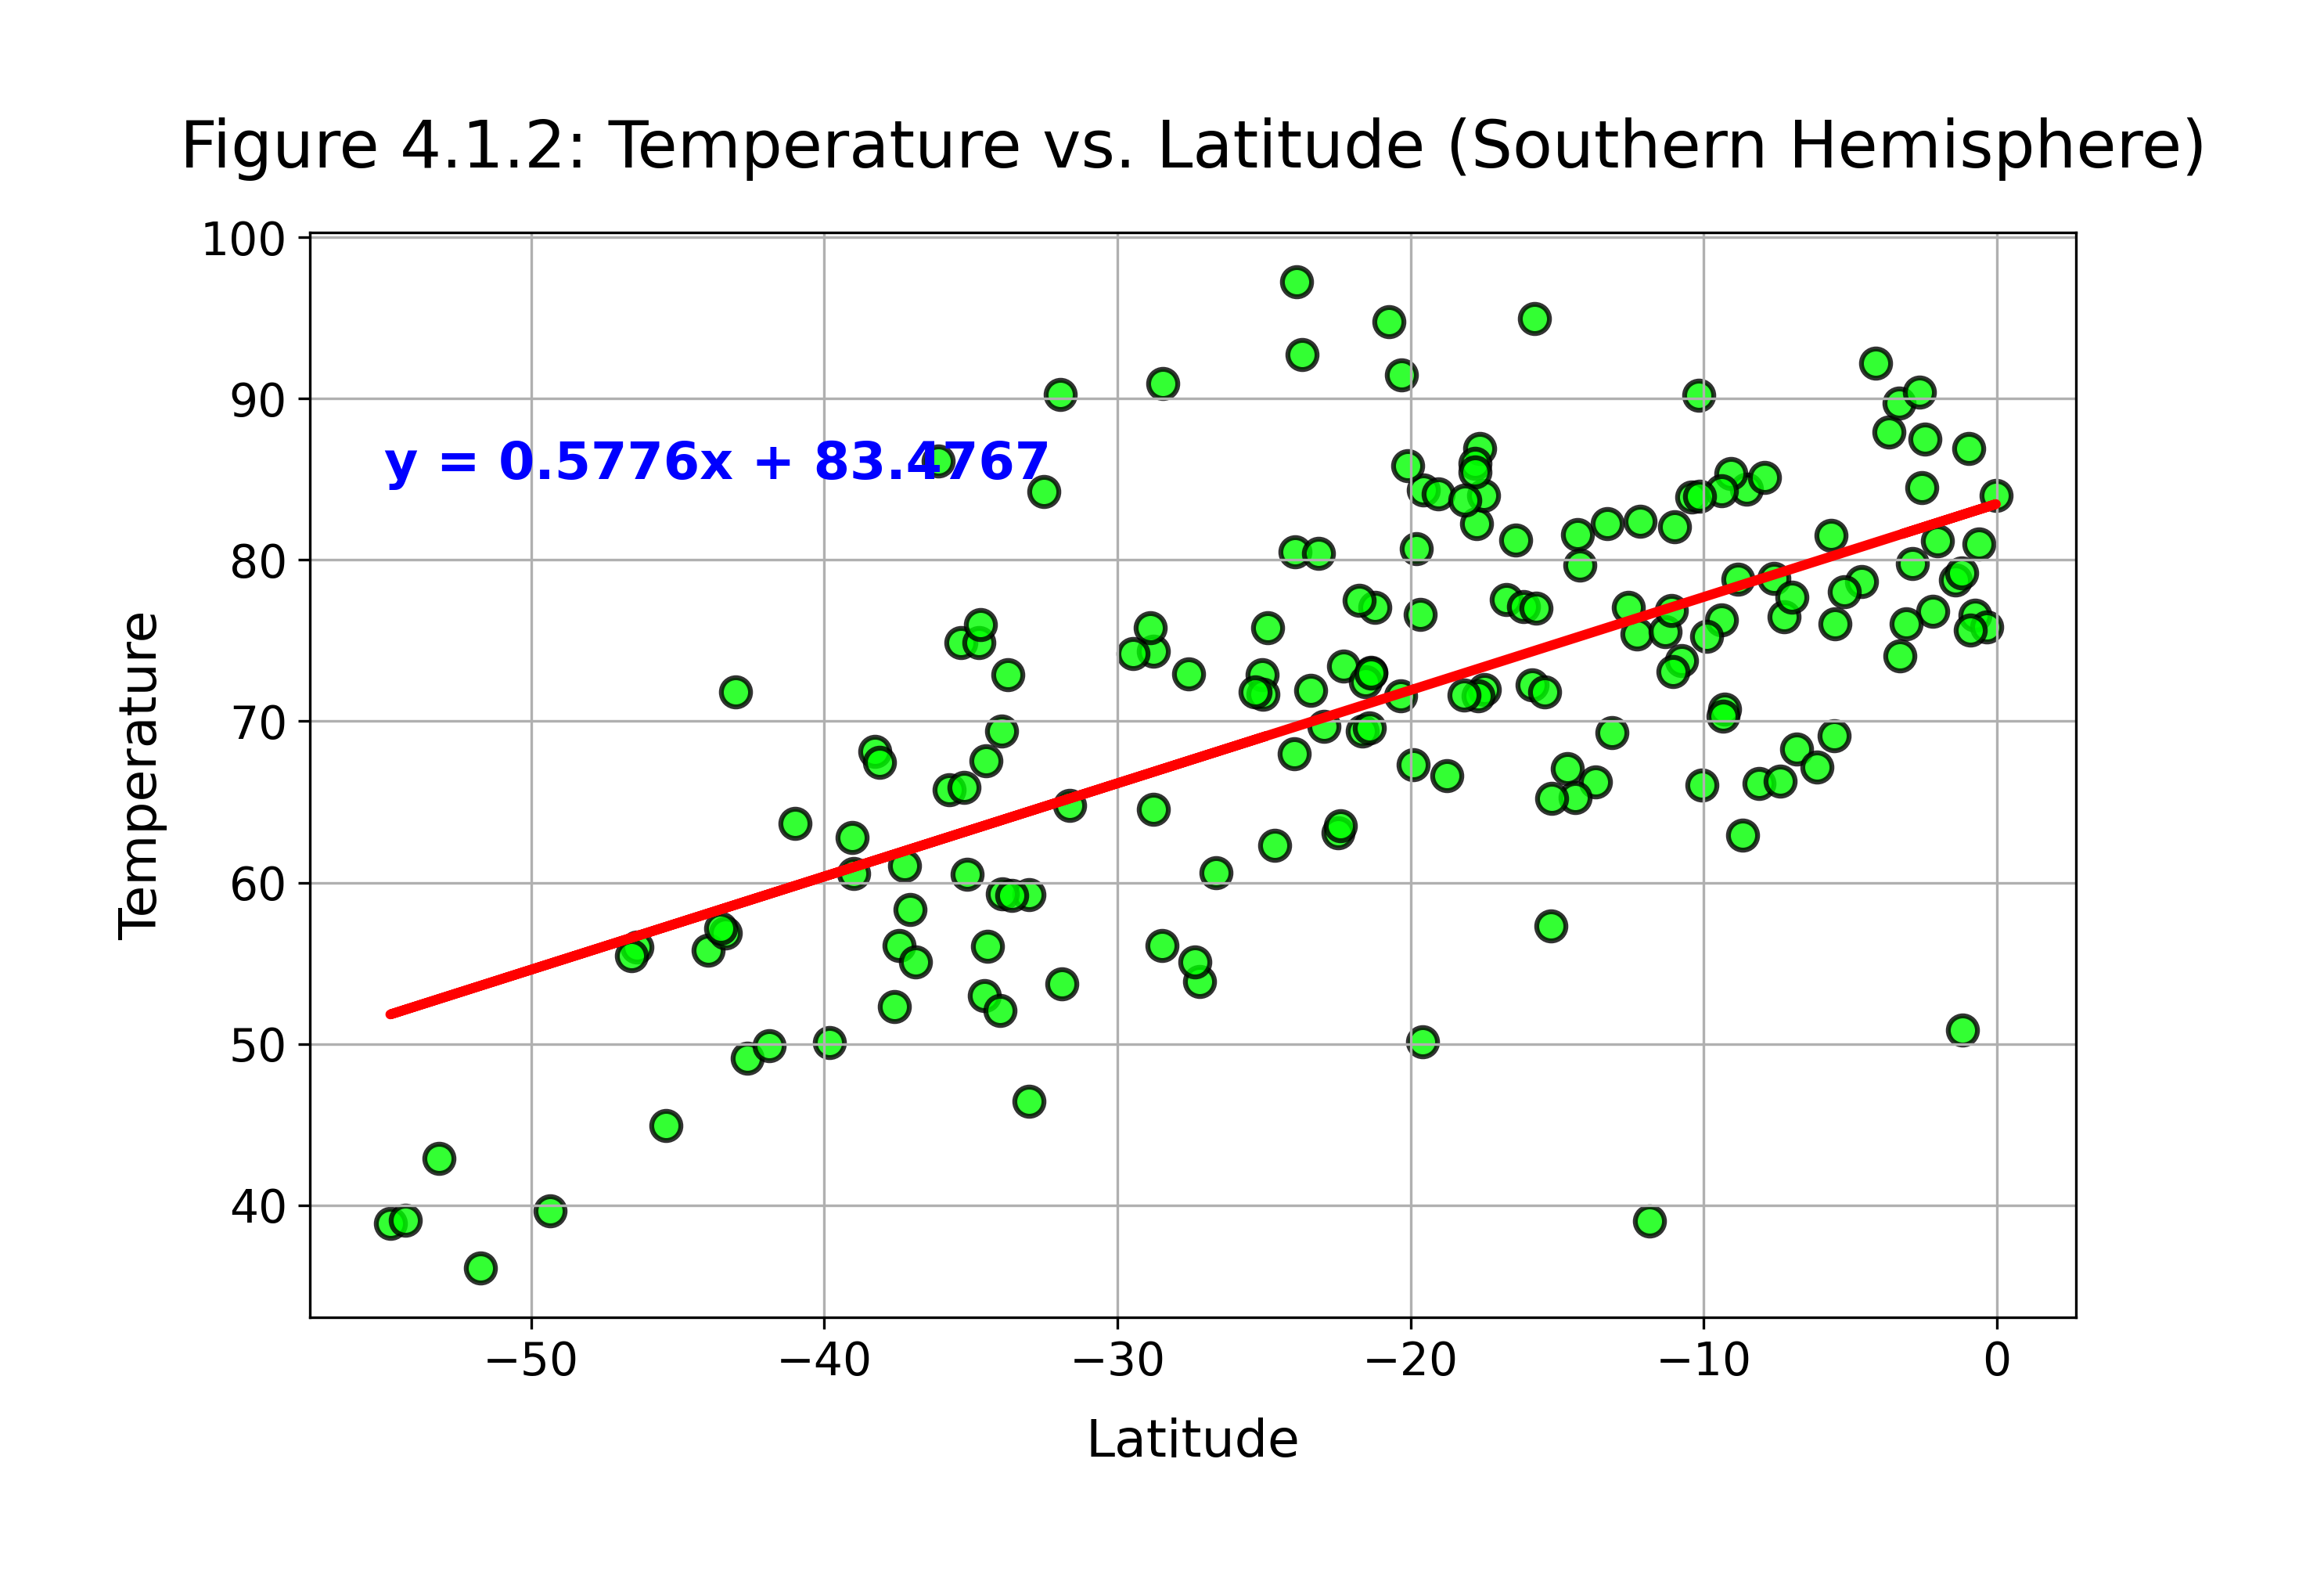 Figure 4.1.2: Temperature vs. Latitude (Southern Hemisphere)
100
90
y = 0.5776x + 83.4767
80
70
60
50
40
Temperature
−50 −40 −30 −20 −10 0
Latitude